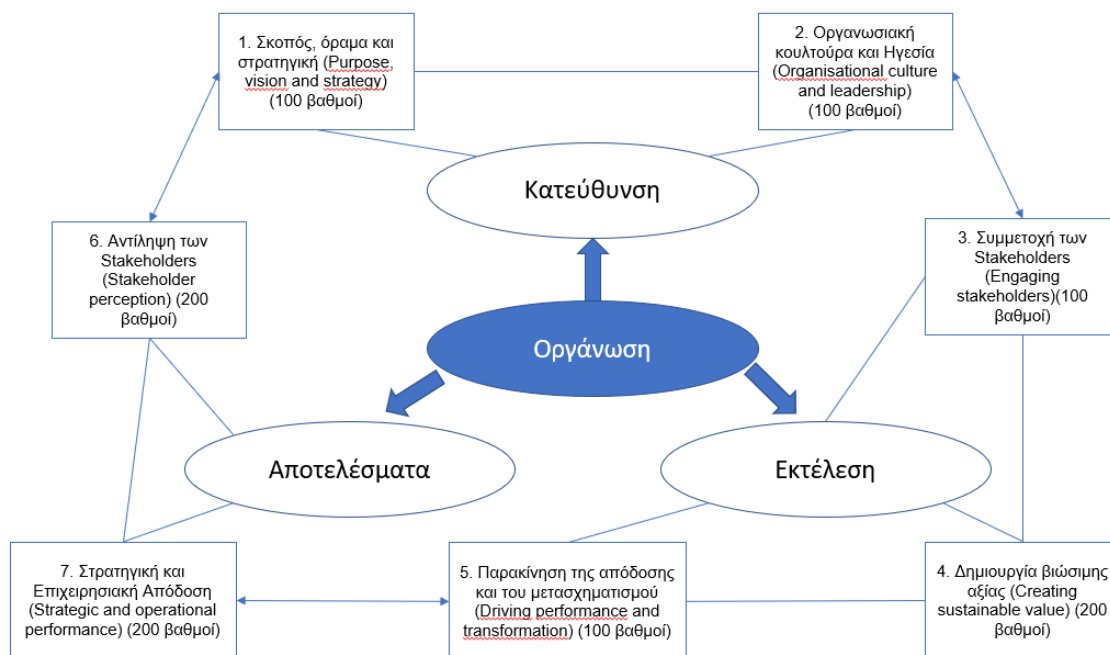 1. Σκοπός, όραμα και
στρατηγική (Purpose,
vision and strategy)
(100 βαθμοί)
2. Οργανωσιακή
κουλτούρα και Ηγεσία
(Organisational culture
and leadership)
(100 βαθμοί)
Κατεύθυνση
6. Αντίληψη των
Stakeholders
(Stakeholder
perception) (200
βαθμοί)
3. Συμμετοχή των
Stakeholders
(Engaging
stakeholders)(100
βαθμοί)
Οργάνωση
Αποτελέσματα
Εκτέλεση
7. Στρατηγική και
Επιχειρησιακή Απόδοση
(Strategic and operational
performance) (200 βαθμοί)
5. Παρακίνηση της απόδοσης
και του μετασχηματισμού
(Driving performance and
transformation) (100 βαθμοί)
4. Δημιουργία βιώσιμης
αξίας (Creating
sustainable value) (200
βαθμοί)